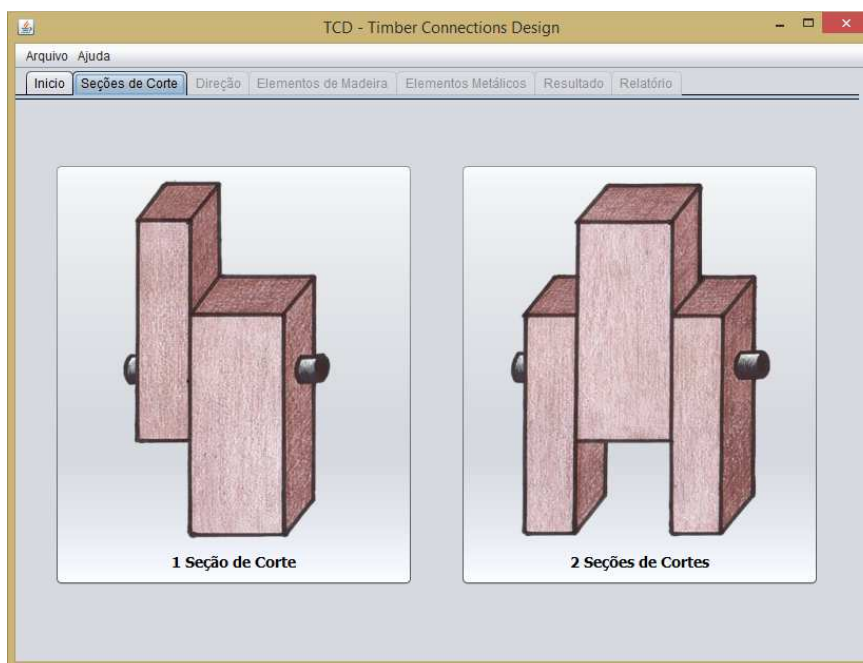 TCD - Timber Connections Design
Arquivo Ajuda
Inicio Seções de Corte Direção Elementos de Madeira Elementos Metálicos Resultado Relatório
1 Seção de Corte 2 Seções de Cortes